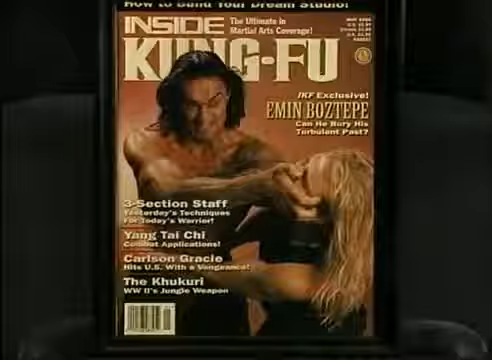 How to Build Your Dream Studio!
INSIDE
The Ultimate in
Martial Arts Coverage!
KUNG-FU
IKF Exclusive!
EMIN BOZTEPE
Can He Bury His
Turbulent Past?
3-Section Staff
Yesterday's Techniques
For Today's Warrior!
Yang Tai Chi
Combat Applications!
Carlson Gracie
Hits U.S. With a Vengeance!
The Khukuri
WW II's Jungle Weapon